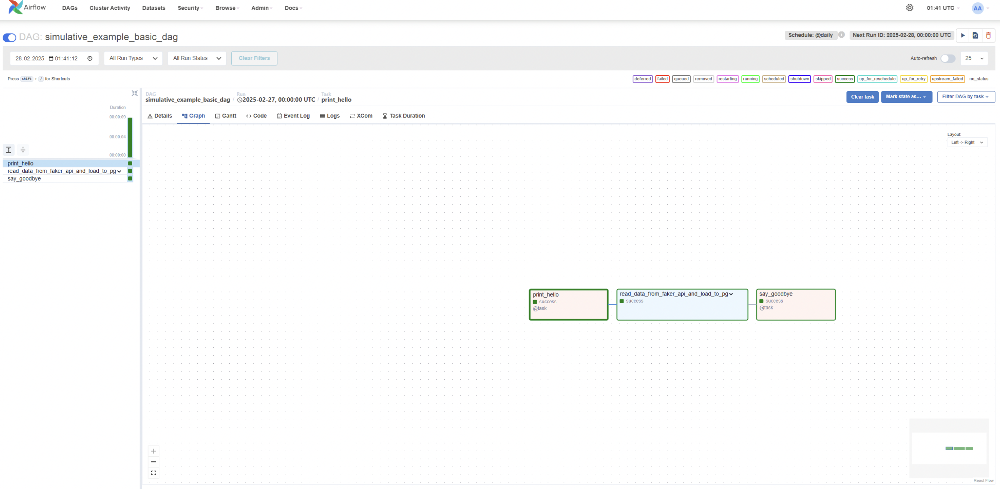 Airflow DAGs Cluster Activity Datasets Security Browse Admin Docs 01:41 UTC AA
DAG: simulative_example_basic_dag Schedule: @daily Next Run ID: 2025-02-28, 00:00:00 UTC
28.02.2025 01:41:12 All Run Types All Run States Clear Filters Auto-refresh 25
Press shift + / for Shortcuts deferred failed queued removed restarting running scheduled shutdown skipped success up_for_reschedule up_for_retry upstream_failed no_status
DAG Run Task
simulative_example_basic_dag / 2025-02-27, 00:00:00 UTC / print_hello Clear task Mark state as... Filter DAG by task
Duration
00:00:09
00:00:04
00:00:00
print_hello
read_data_from_faker_api_and_load_to_pg
say_goodbye
Details Graph Gantt Code Event Log Logs XCom Task Duration
Layout:
Left -> Right
print_hello
success
@task
read_data_from_faker_api_and_load_to_pg
success
say_goodbye
success
@task
React Flow